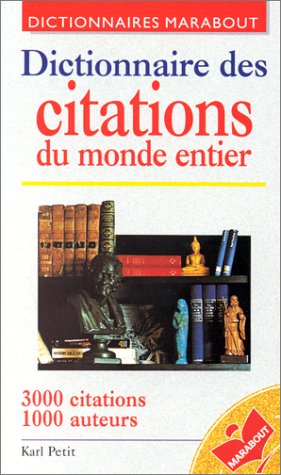 DICTIONNAIRES MARABOUT
Dictionnaire des
citations
du monde entier
3000 citations
1000 auteurs
Karl Petit
MARABOUT